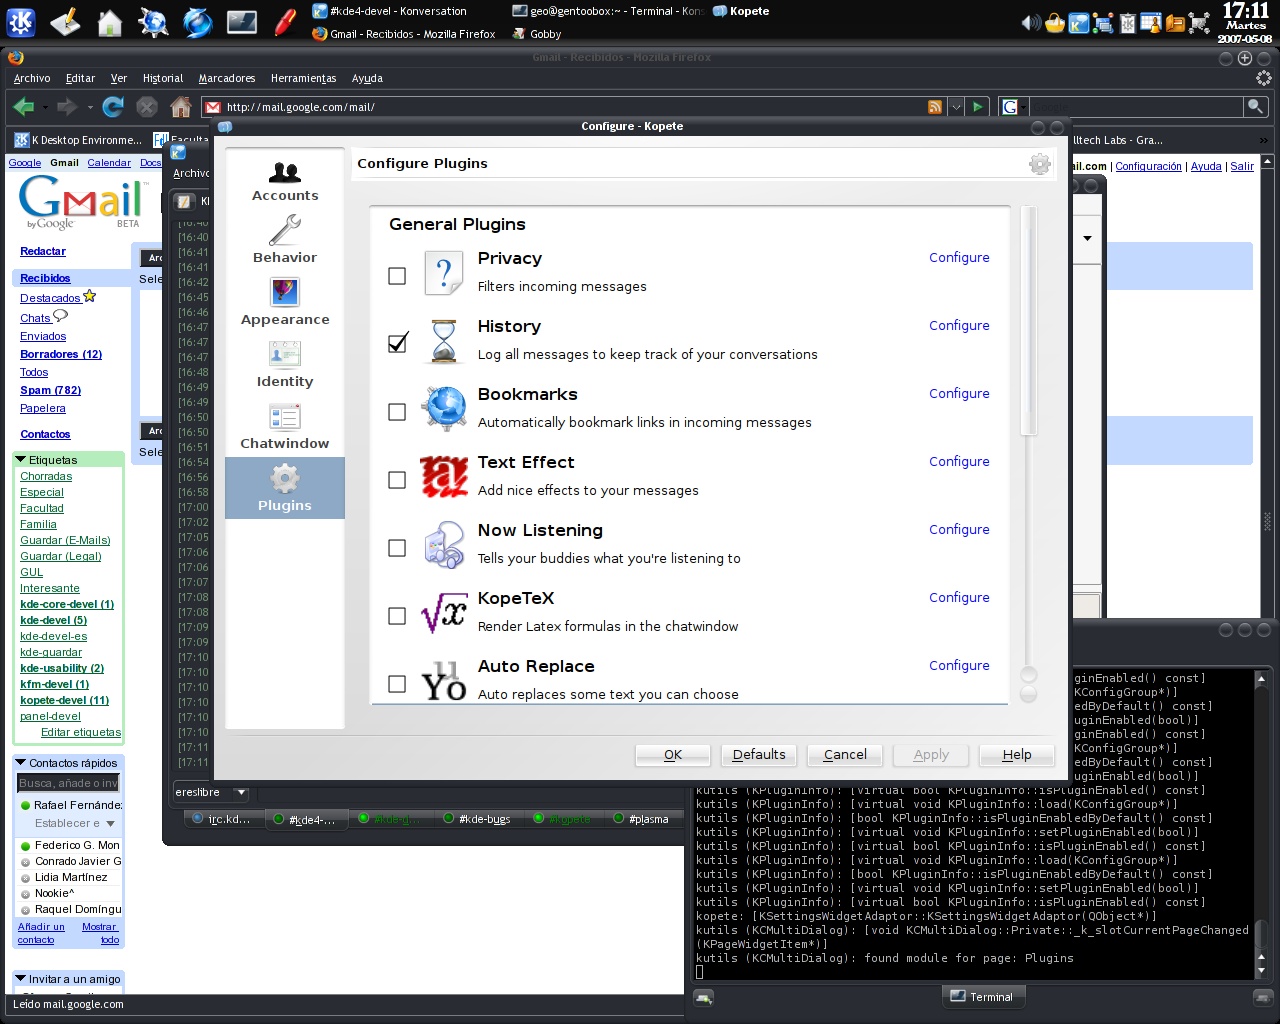 #kde4-devel - Konversation
geo@gentoobox:~ - Terminal - Kons
Kopete
Gmail - Recibidos - Mozilla Firefox
Gobby
17:11
Martes
2007-05-08
Gmail - Recibidos - Mozilla Firefox
Archivo Editar Ver Historial Marcadores Herramientas Ayuda
http://mail.google.com/mail/
G
K Desktop Environme...
Faculta
lltech Labs - Gra...
»
Configure - Kopete
Google Gmail Calendar Docs
il.com | Configuración | Ayuda | Salir
Gmail
by Google
BETA
Redactar
Recibidos
Destacados
Chats
Enviados
Borradores (12)
Todos
Spam (782)
Papelera
Contactos
Etiquetas
Chorradas
Especial
Facultad
Familia
Guardar (E-Mails)
Guardar (Legal)
GUL
Interesante
kde-core-devel (1)
kde-devel (5)
kde-devel-es
kde-guardar
kde-usability (2)
kfm-devel (1)
kopete-devel (11)
panel-devel
Editar etiquetas
Contactos rápidos
Busca, añade o inv
Rafael Fernánde
Establecer e
Federico G. Mon
Conrado Javier G
Lidia Martínez
Nookie^
Raquel Domíngu
Añadir un contacto
Mostrar todo
Invitar a un amigo
Leído mail.google.com
Arc
Sele
Arc
Sele
Archivo
[16:40
[16:40
[16:41
[16:41
[16:42
[16:45
[16:46
[16:47
[16:47
[16:47
[16:48
[16:49
[16:49
[16:50
[16:50
[16:51
[16:54
[16:56
[16:58
[17:00
[17:02
[17:05
[17:06
[17:06
[17:07
[17:08
[17:08
[17:09
[17:09
[17:10
[17:10
[17:10
[17:10
[17:10
[17:10
[17:11
[17:11
Accounts
Behavior
Appearance
Identity
Chatwindow
Plugins
Configure Plugins
General Plugins
Privacy
Configure
Filters incoming messages
History
Configure
Log all messages to keep track of your conversations
Bookmarks
Configure
Automatically bookmark links in incoming messages
Text Effect
Configure
Add nice effects to your messages
Now Listening
Configure
Tells your buddies what you're listening to
KopeTeX
Configure
Render Latex formulas in the chatwindow
Auto Replace
Configure
Auto replaces some text you can choose
OK Defaults Cancel Apply Help
ereslibre
irc.kd... #kde4-... #kde-bugs #kopete #plasma
ginEnabled() const]
KConfigGroup*)]
edByDefault() const]
luginEnabled(bool)]
ginEnabled() const]
KConfigGroup*)]
edByDefault() const]
luginEnabled(bool)]
kutils (KPluginInfo): [virtual bool KPluginInfo::isPluginEnabled() const]
kutils (KPluginInfo): [virtual void KPluginInfo::load(KConfigGroup*)]
kutils (KPluginInfo): [bool KPluginInfo::isPluginEnabledByDefault() const]
kutils (KPluginInfo): [virtual void KPluginInfo::setPluginEnabled(bool)]
kutils (KPluginInfo): [virtual bool KPluginInfo::isPluginEnabled() const]
kutils (KPluginInfo): [virtual void KPluginInfo::load(KConfigGroup*)]
kutils (KPluginInfo): [bool KPluginInfo::isPluginEnabledByDefault() const]
kutils (KPluginInfo): [virtual void KPluginInfo::setPluginEnabled(bool)]
kutils (KPluginInfo): [virtual bool KPluginInfo::isPluginEnabled() const]
kopete: [KSettingsWidgetAdaptor::KSettingsWidgetAdaptor(QObject*)]
kutils (KCMultiDialog): [void KCMultiDialog::Private::_k_slotCurrentPageChanged
(KPageWidgetItem*)]
kutils (KCMultiDialog): found module for page: Plugins
Terminal